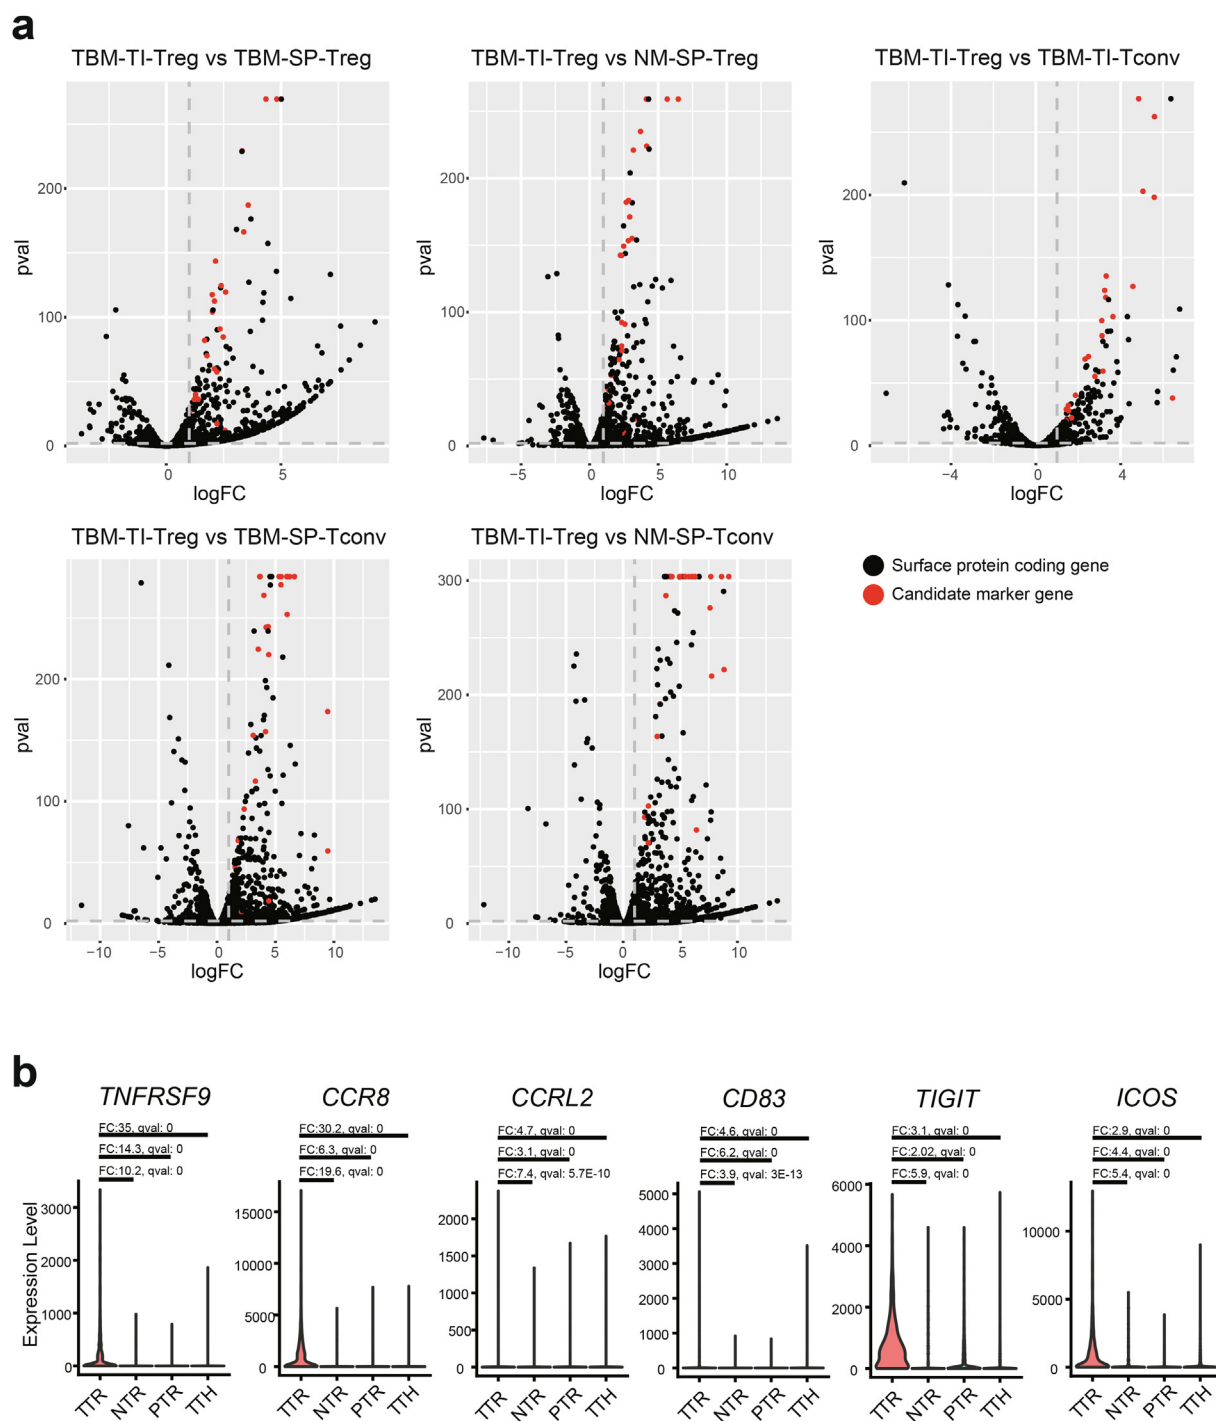 a
TBM-TI-Treg vs TBM-SP-Treg
TBM-TI-Treg vs NM-SP-Treg
TBM-TI-Treg vs TBM-TI-Tconv
pval
200
100
0
0
5
logFC
pval
200
100
0
−5
0
5
10
logFC
pval
200
100
0
−4
0
4
logFC
TBM-TI-Treg vs TBM-SP-Tconv
TBM-TI-Treg vs NM-SP-Tconv
pval
200
100
0
−10
−5
0
5
10
logFC
pval
300
200
100
0
−10
−5
0
5
10
logFC
Surface protein coding gene
Candidate marker gene
b
TNFRSF9
FC:35, qval: 0
FC:14.3, qval: 0
FC:10.2, qval: 0
Expression Level
3000
2000
1000
0
TTR
NTR
PTR
TTH
CCR8
FC:30.2, qval: 0
FC:6.3, qval: 0
FC:19.6, qval: 0
15000
10000
5000
0
TTR
NTR
PTR
TTH
CCRL2
FC:4.7, qval: 0
FC:3.1, qval: 0
FC:7.4, qval: 5.7E-10
2000
1500
1000
500
0
TTR
NTR
PTR
TTH
CD83
FC:4.6, qval: 0
FC:6.2, qval: 0
FC:3.9, qval: 3E-13
5000
4000
3000
2000
1000
0
TTR
NTR
PTR
TTH
TIGIT
FC:3.1, qval: 0
FC:2.02, qval: 0
FC:5.9, qval: 0
6000
4000
2000
0
TTR
NTR
PTR
TTH
ICOS
FC:2.9, qval: 0
FC:4.4, qval: 0
FC:5.4, qval: 0
10000
5000
0
TTR
NTR
PTR
TTH